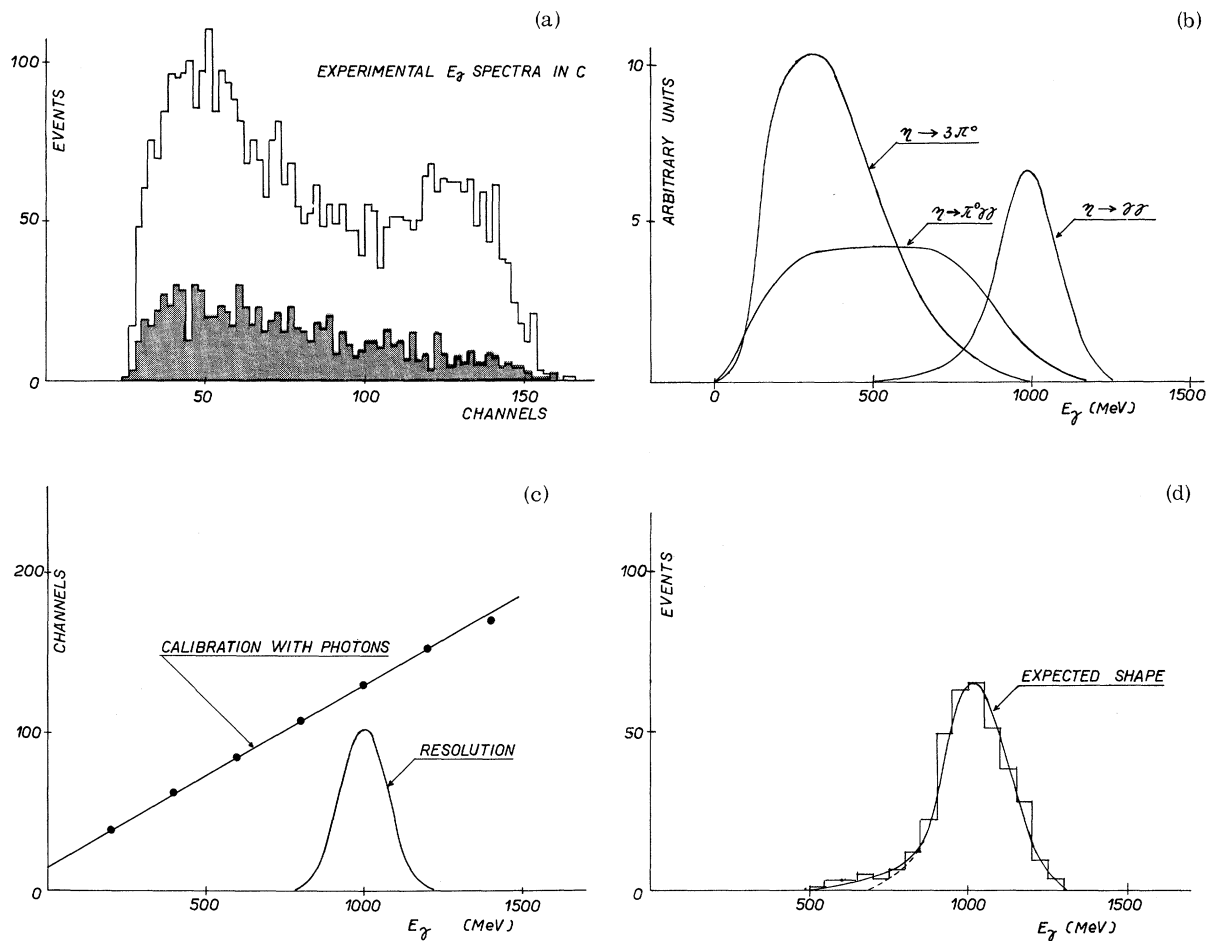 (a)
EXPERIMENTAL Eγ SPECTRA IN C
EVENTS
100
50
0
50
100
150
CHANNELS
(b)
ARBITRARY UNITS
10
5
η → 3π°
η→π°γγ
η → γγ
0
500
1000
1500
Eγ (MeV)
(c)
CHANNELS
200
100
0
CALIBRATION WITH PHOTONS
RESOLUTION
500
1000
1500
Eγ (MeV)
(d)
EVENTS
100
50
0
EXPECTED SHAPE
500
1000
1500
Eγ (MeV)